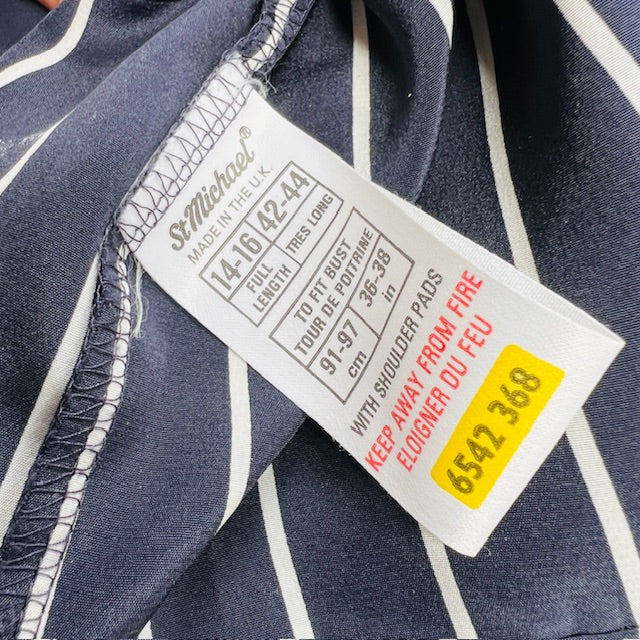 St Michael®
MADE IN THE U.K.
14-16 42-44
FULL LENGTH TRES LONG
TO FIT BUST
TOUR DE POITRINE
91-97 cm 36-38 in
WITH SHOULDER PADS
KEEP AWAY FROM FIRE
ELOIGNER DU FEU
6542 368